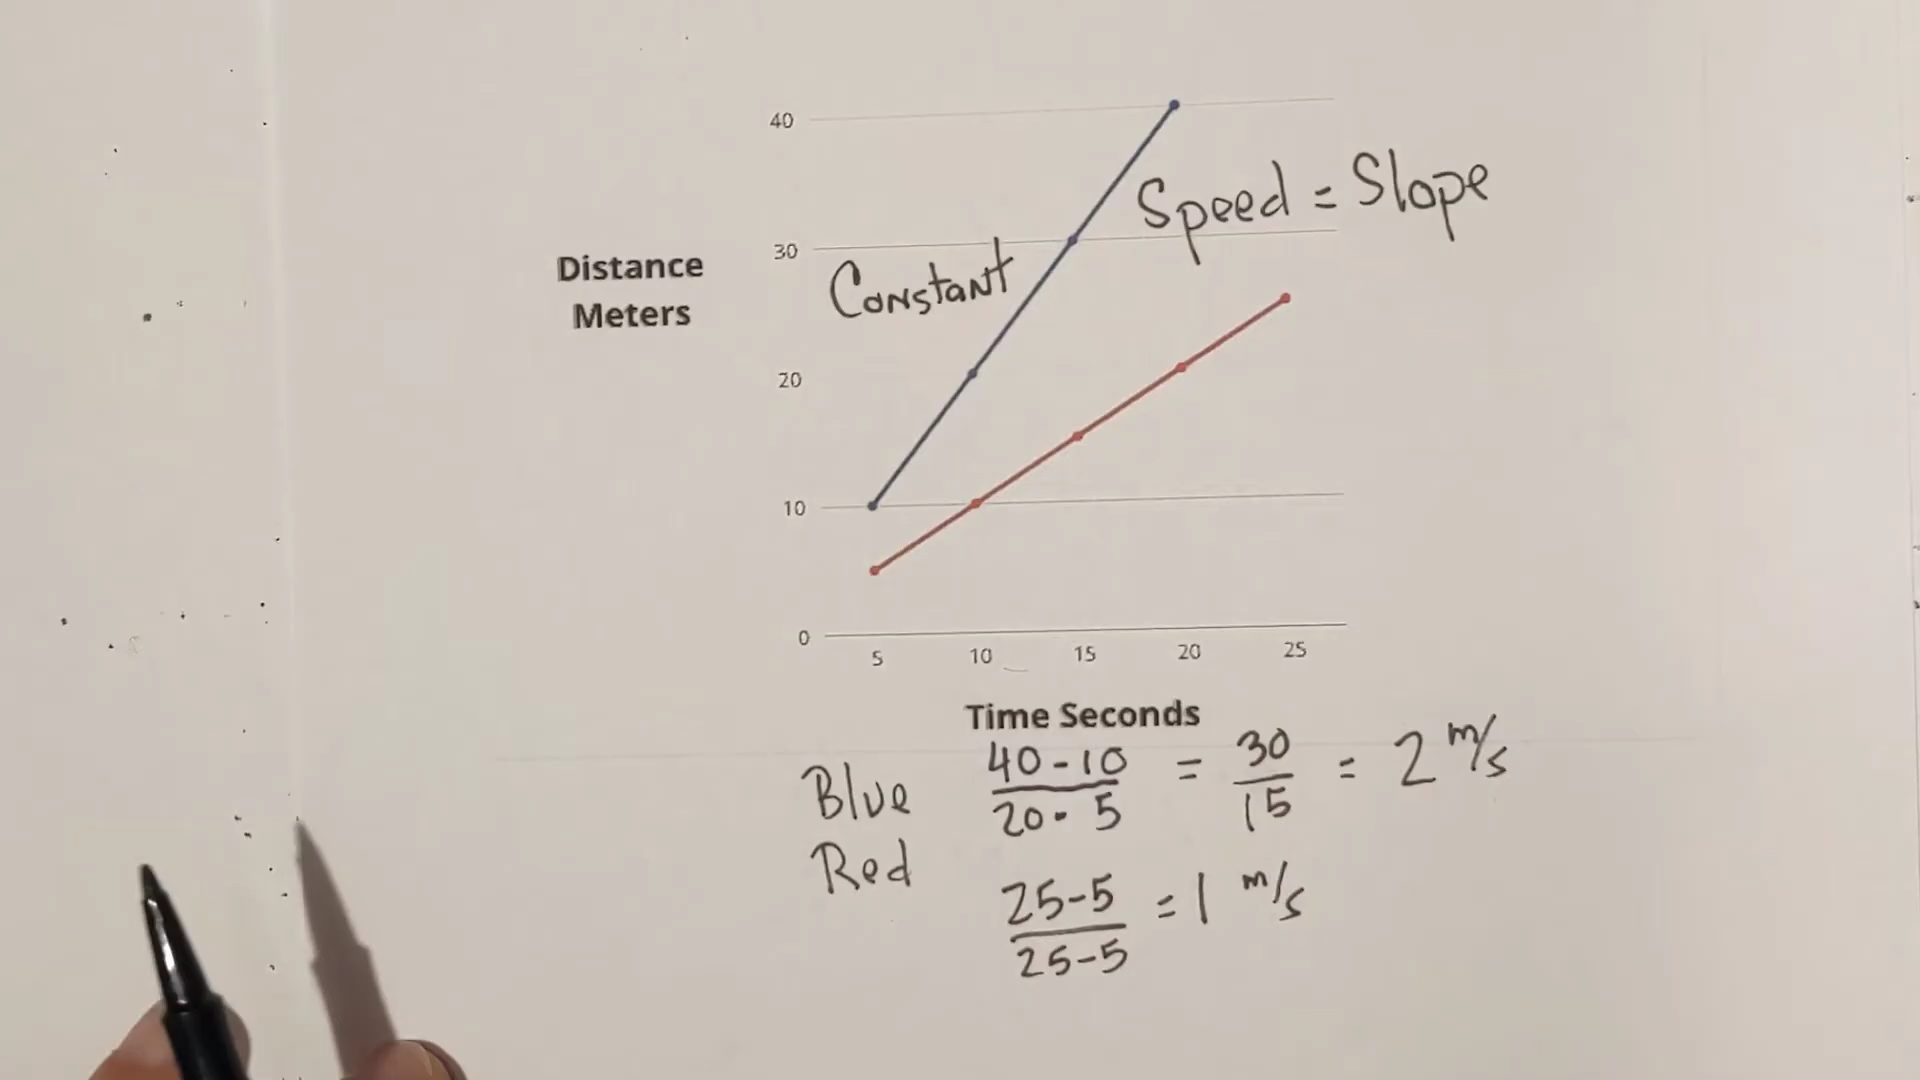 40
Speed = Slope
30
Constant
Distance
Meters
20
10
0
5 10 15 20 25
Time Seconds
Blue 40-10 = 30 = 2 m/s
20-5 15
Red 25-5 = 1 m/s
25-5